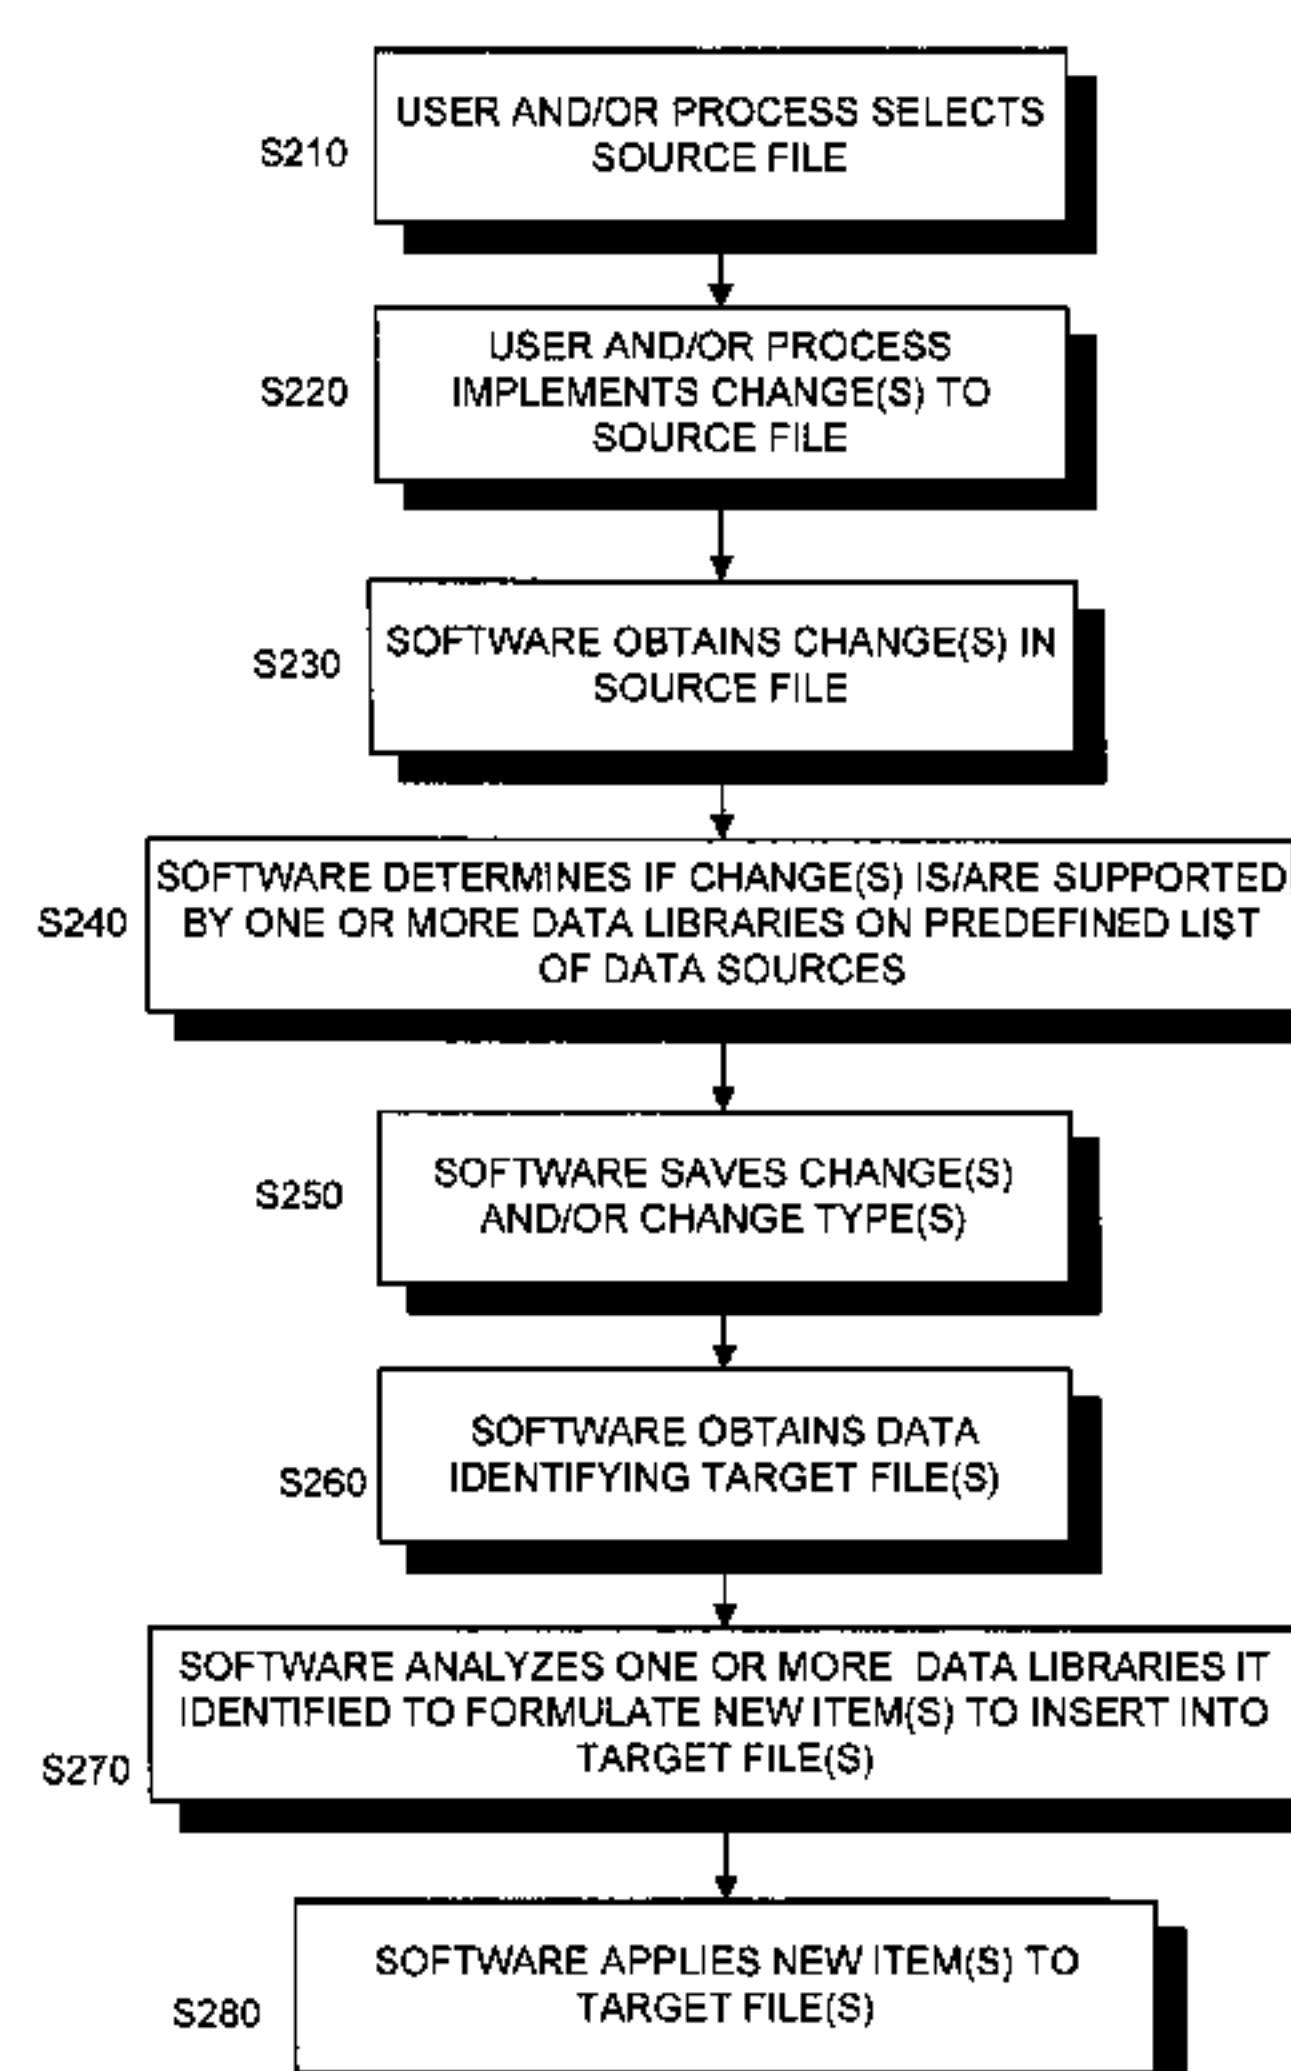 USER AND/OR PROCESS SELECTS
SOURCE FILE
S210
USER AND/OR PROCESS
IMPLEMENTS CHANGE(S) TO
SOURCE FILE
S220
SOFTWARE OBTAINS CHANGE(S) IN
SOURCE FILE
S230
SOFTWARE DETERMINES IF CHANGE(S) IS/ARE SUPPORTED
BY ONE OR MORE DATA LIBRARIES ON PREDEFINED LIST
OF DATA SOURCES
S240
SOFTWARE SAVES CHANGE(S)
AND/OR CHANGE TYPE(S)
S250
SOFTWARE OBTAINS DATA
IDENTIFYING TARGET FILE(S)
S260
SOFTWARE ANALYZES ONE OR MORE DATA LIBRARIES IT
IDENTIFIED TO FORMULATE NEW ITEM(S) TO INSERT INTO
TARGET FILE(S)
S270
SOFTWARE APPLIES NEW ITEM(S) TO
TARGET FILE(S)
S280